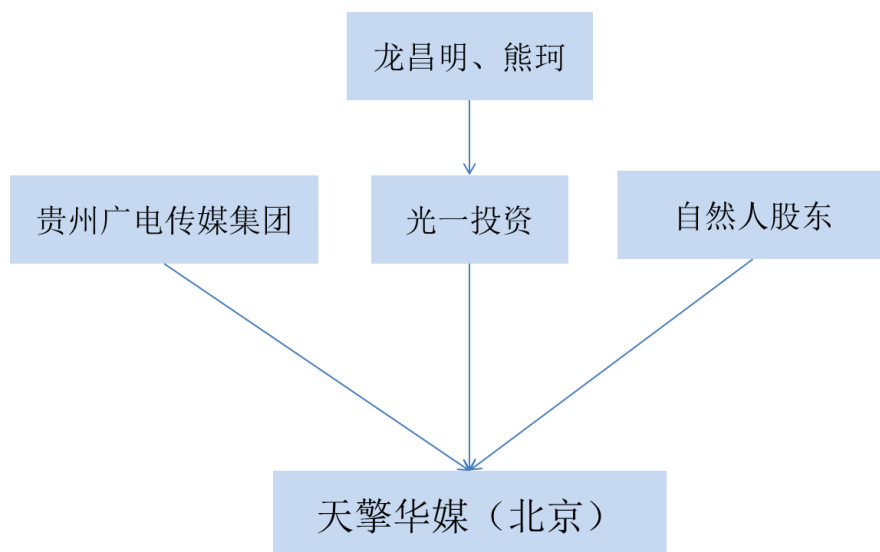 龙昌明、熊珂
贵州广电传媒集团
光一投资
自然人股东
天擎华媒（北京）